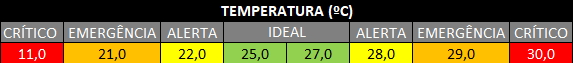 TEMPERATURA (ºC)
CRÍTICO EMERGÊNCIA ALERTA IDEAL ALERTA EMERGÊNCIA CRÍTICO
11,0 21,0 22,0 25,0 27,0 28,0 29,0 30,0